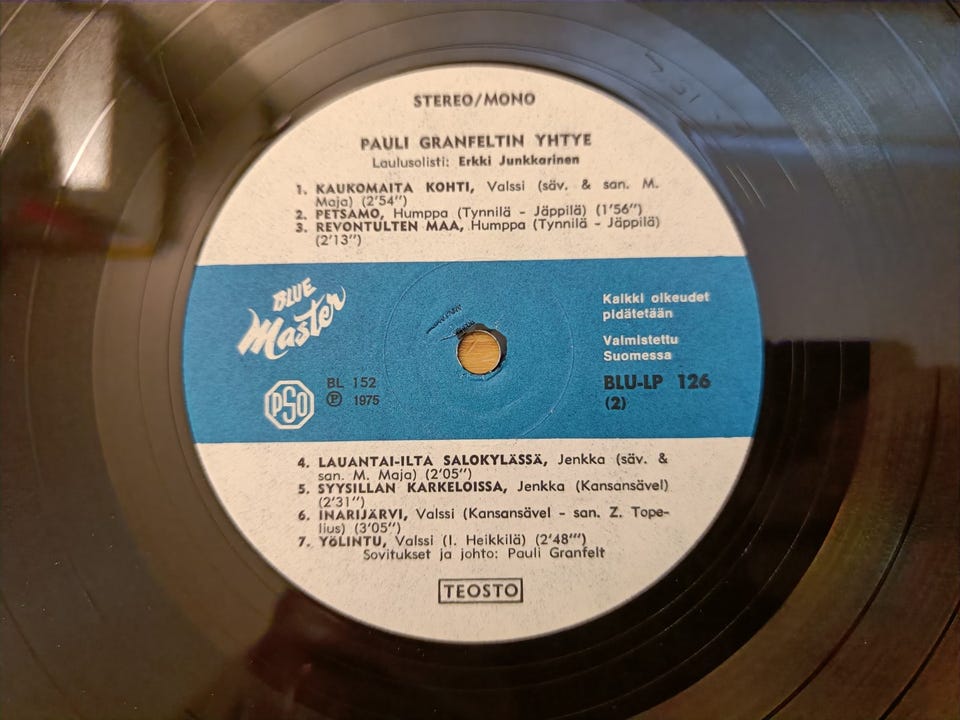 STEREO/MONO
PAULI GRANFELTIN YHTYE
Laulusolisti: Erkki Junkkarinen
1. KAUKOMAITA KOHTI, Valssi (säv. & san. M.
Maja) (2'54")
2. PETSAMO, Humppa (Tynnilä - Jäppilä) (1'56")
3. REVONTULTEN MAA, Humppa (Tynnilä - Jäppilä)
(2'13")
BLUE
Master
PSO
BL 152
℗ 1975
Kaikki oikeudet
pidätetään
Valmistettu
Suomessa
BLU-LP 126
(2)
4. LAUANTAI-ILTA SALOKYLÄSSÄ, Jenkka (säv. &
san. M. Maja) (2'05")
5. SYYSILLAN KARKELOISSA, Jenkka (Kansansävel)
(2'31")
6. INARIJÄRVI, Valssi (Kansansävel - san. Z. Tope-
lius) (3'05")
7. YÖLINTU, Valssi (I. Heikkilä) (2'48"')
Sovitukset ja johto: Pauli Granfelt
TEOSTO